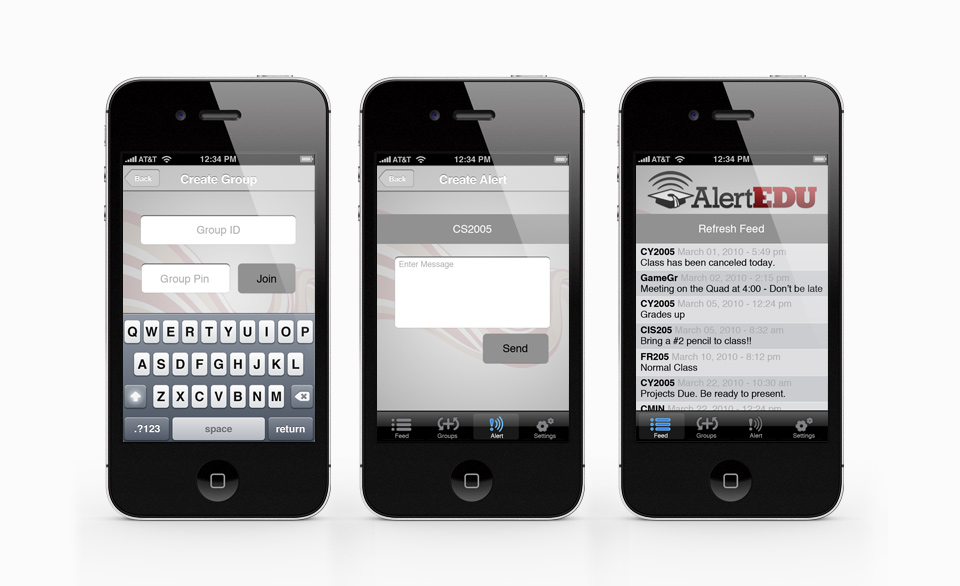 AT&T 12:34 PM
Back Create Group
Group ID
Group Pin Join
Q W E R T Y U I O P
A S D F G H J K L
Z X C V B N M
.?123 space return
AT&T 12:34 PM
Back Create Alert
CS2005
Enter Message
Send
Feed Groups Alert Settings
AT&T 12:34 PM
AlertEDU
Refresh Feed
CY2005 March 01, 2010 - 5:49 pm
Class has been canceled today.
GameGr March 02, 2010 - 2:15 pm
Meeting on the Quad at 4:00 - Don't be late
CY2005 March 05, 2010 - 12:24 pm
Grades up
CIS205 March 05, 2010 - 8:32 am
Bring a #2 pencil to class!!
FR205 March 10, 2010 - 8:12 pm
Normal Class
CY2005 March 22, 2010 - 10:30 am
Projects Due. Be ready to present.
CMIN March 23, 2010 - 12:24 pm
Feed Groups Alert Settings